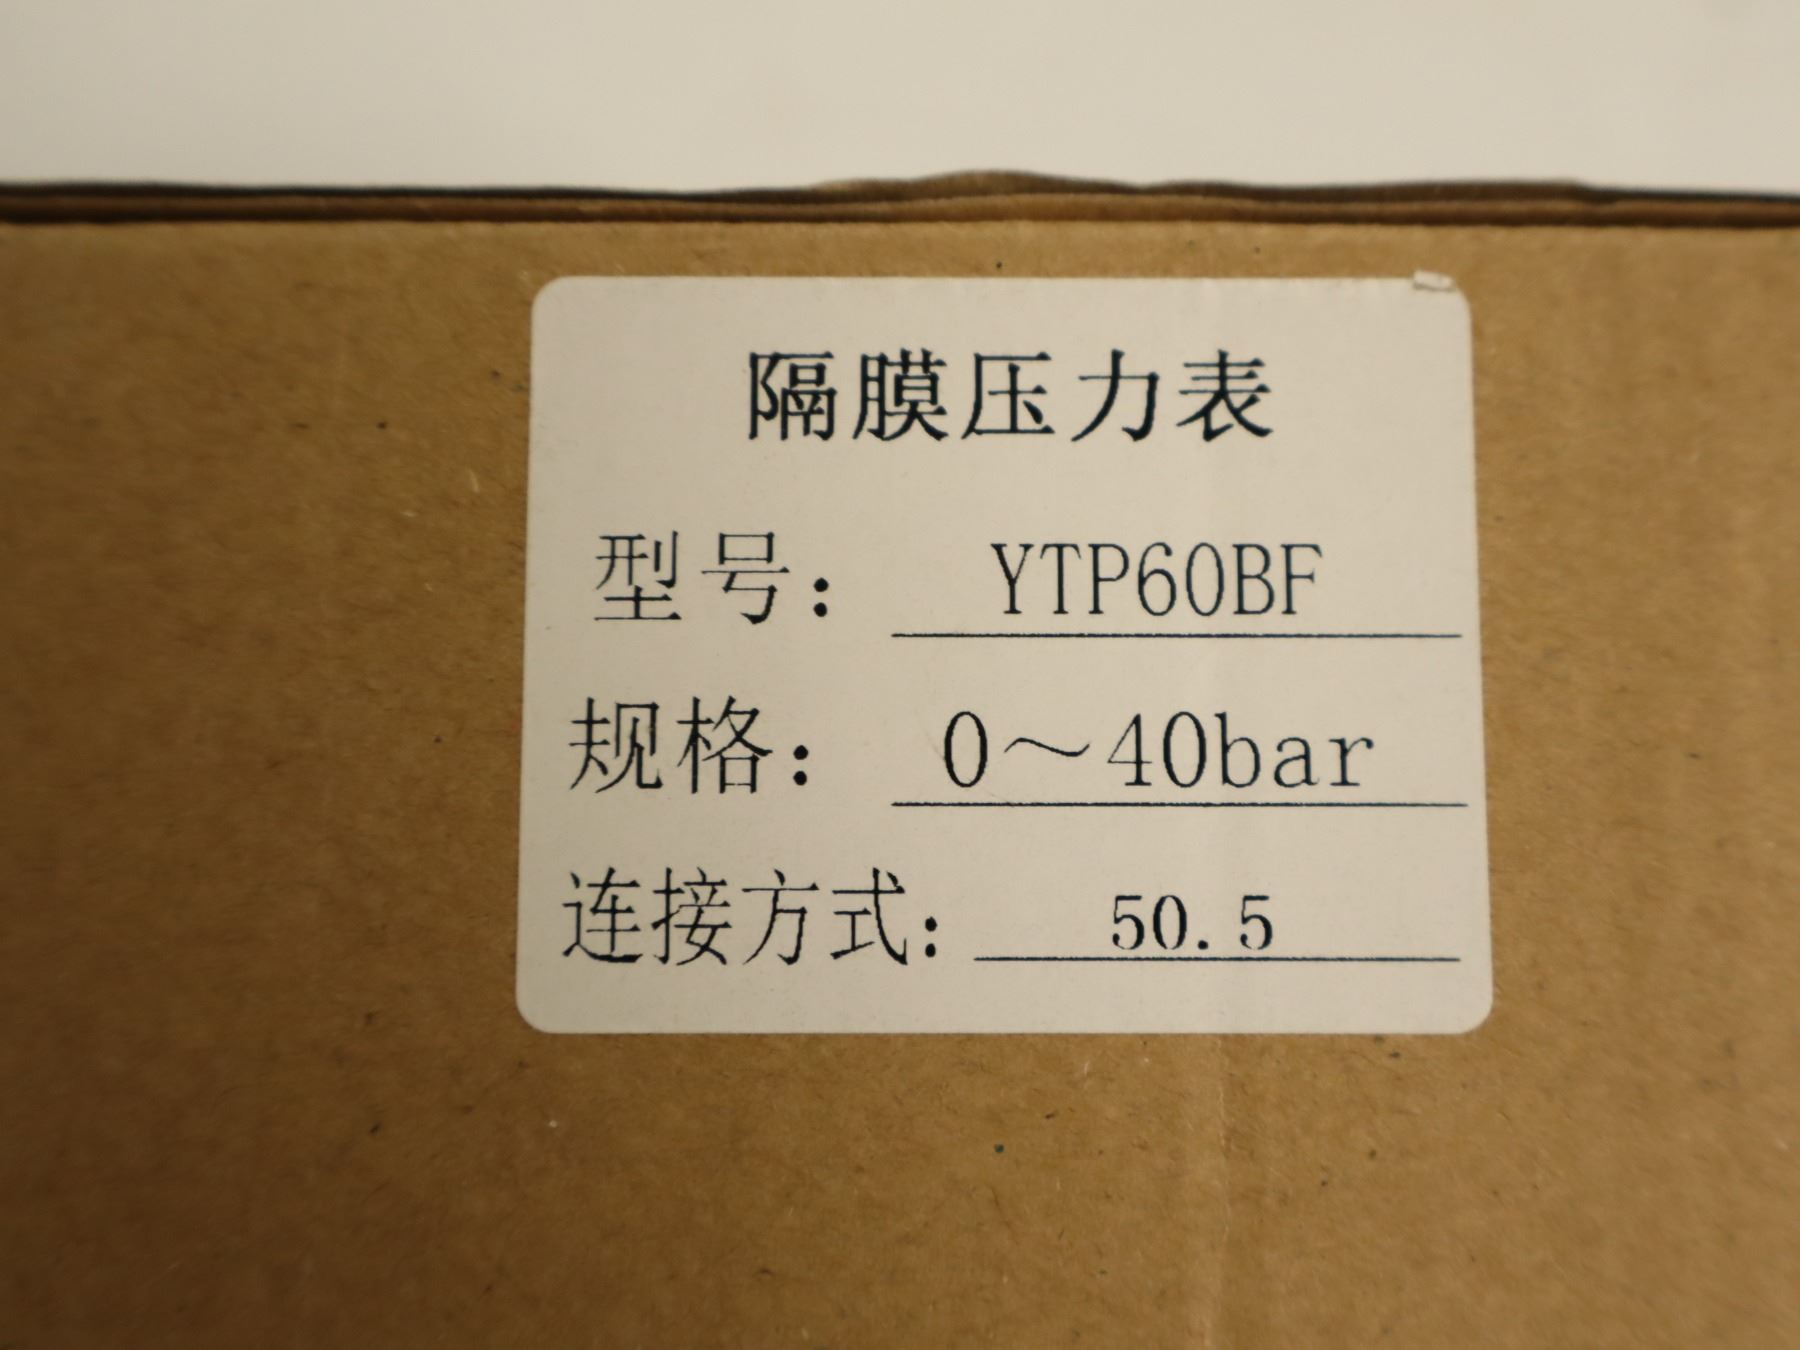 隔膜压力表
型号： YTP60BF
规格： 0～40bar
连接方式： 50.5